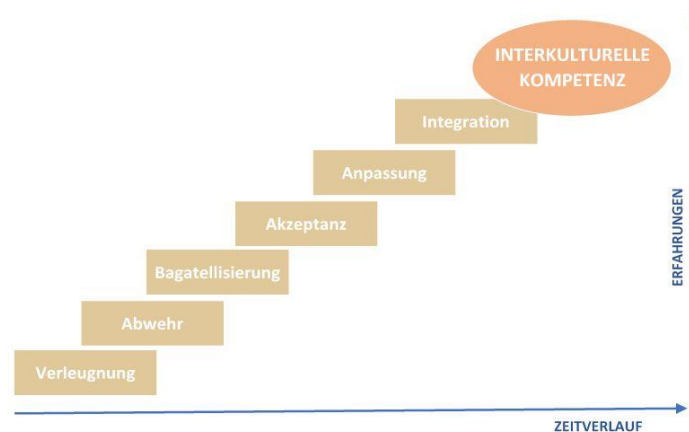 INTERKULTURELLE
KOMPETENZ
Integration
Anpassung
Akzeptanz
Bagatellisierung
Abwehr
Verleugnung
ERFAHRUNGEN
ZEITVERLAUF